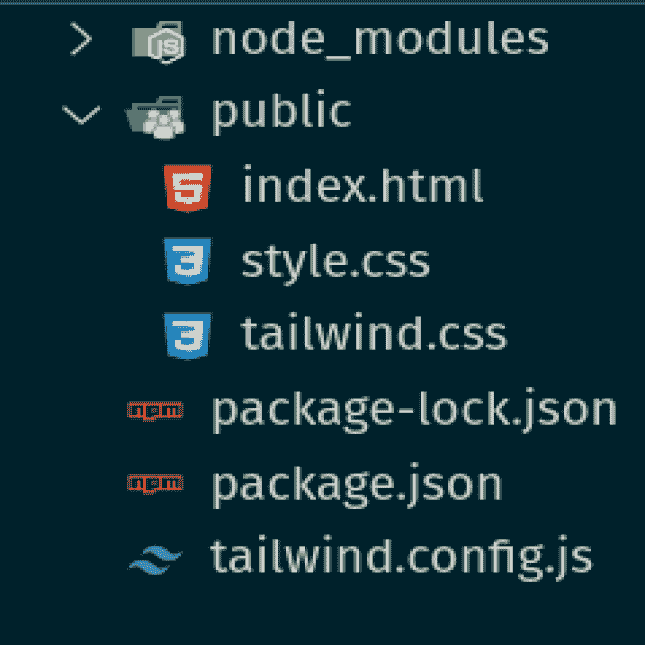 node_modules
public
index.html
style.css
tailwind.css
package-lock.json
package.json
tailwind.config.js